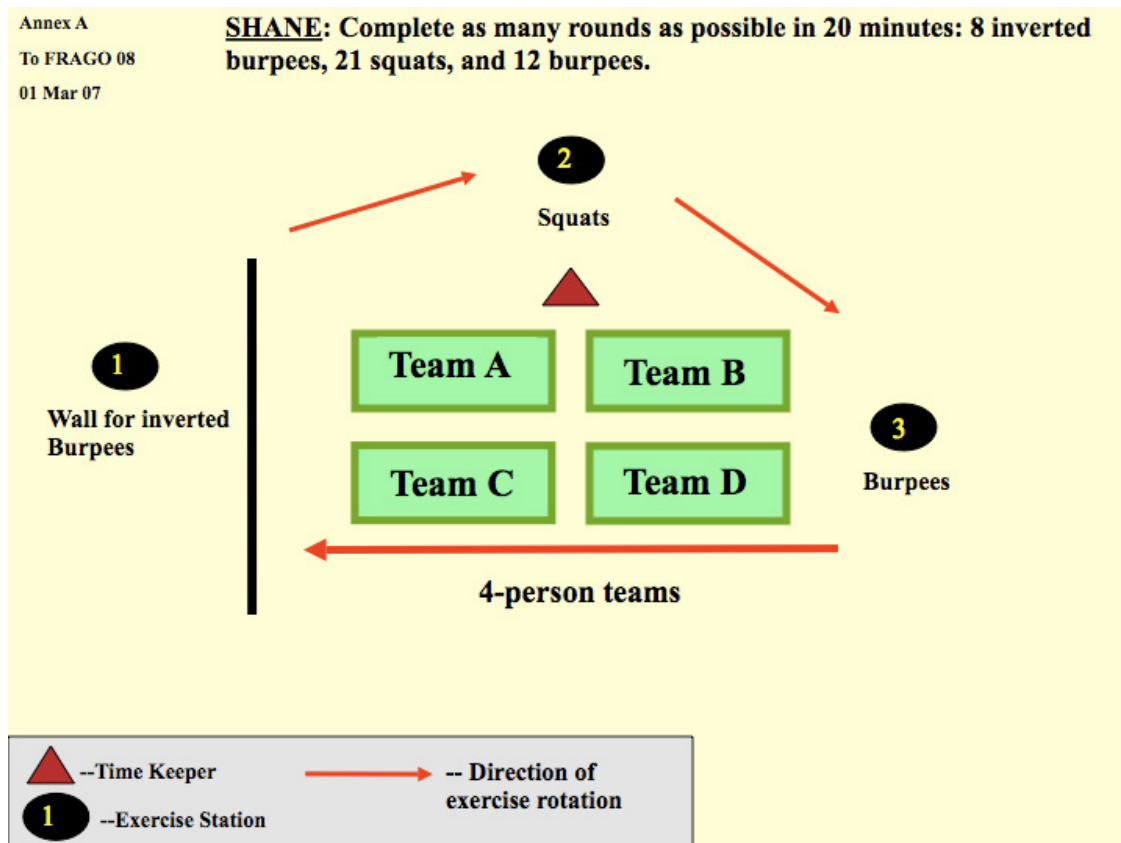 Annex A
To FRAGO 08
01 Mar 07
SHANE: Complete as many rounds as possible in 20 minutes: 8 inverted
burpees, 21 squats, and 12 burpees.
2
Squats
1
Wall for inverted
Burpees
Team A
Team B
3
Burpees
Team C
Team D
4-person teams
--Time Keeper
-- Direction of
exercise rotation
1
--Exercise Station